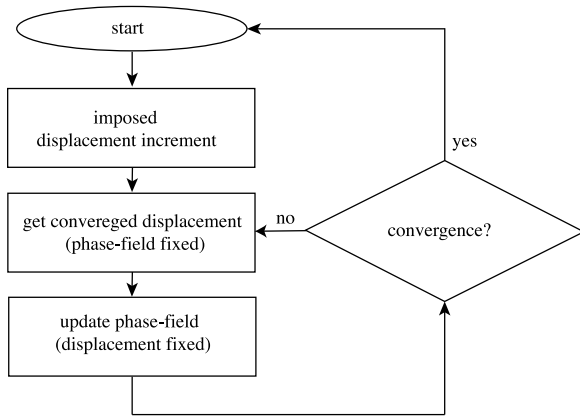 start
imposed
displacement increment
get convereged displacement
(phase-field fixed)
update phase-field
(displacement fixed)
no
yes
convergence?